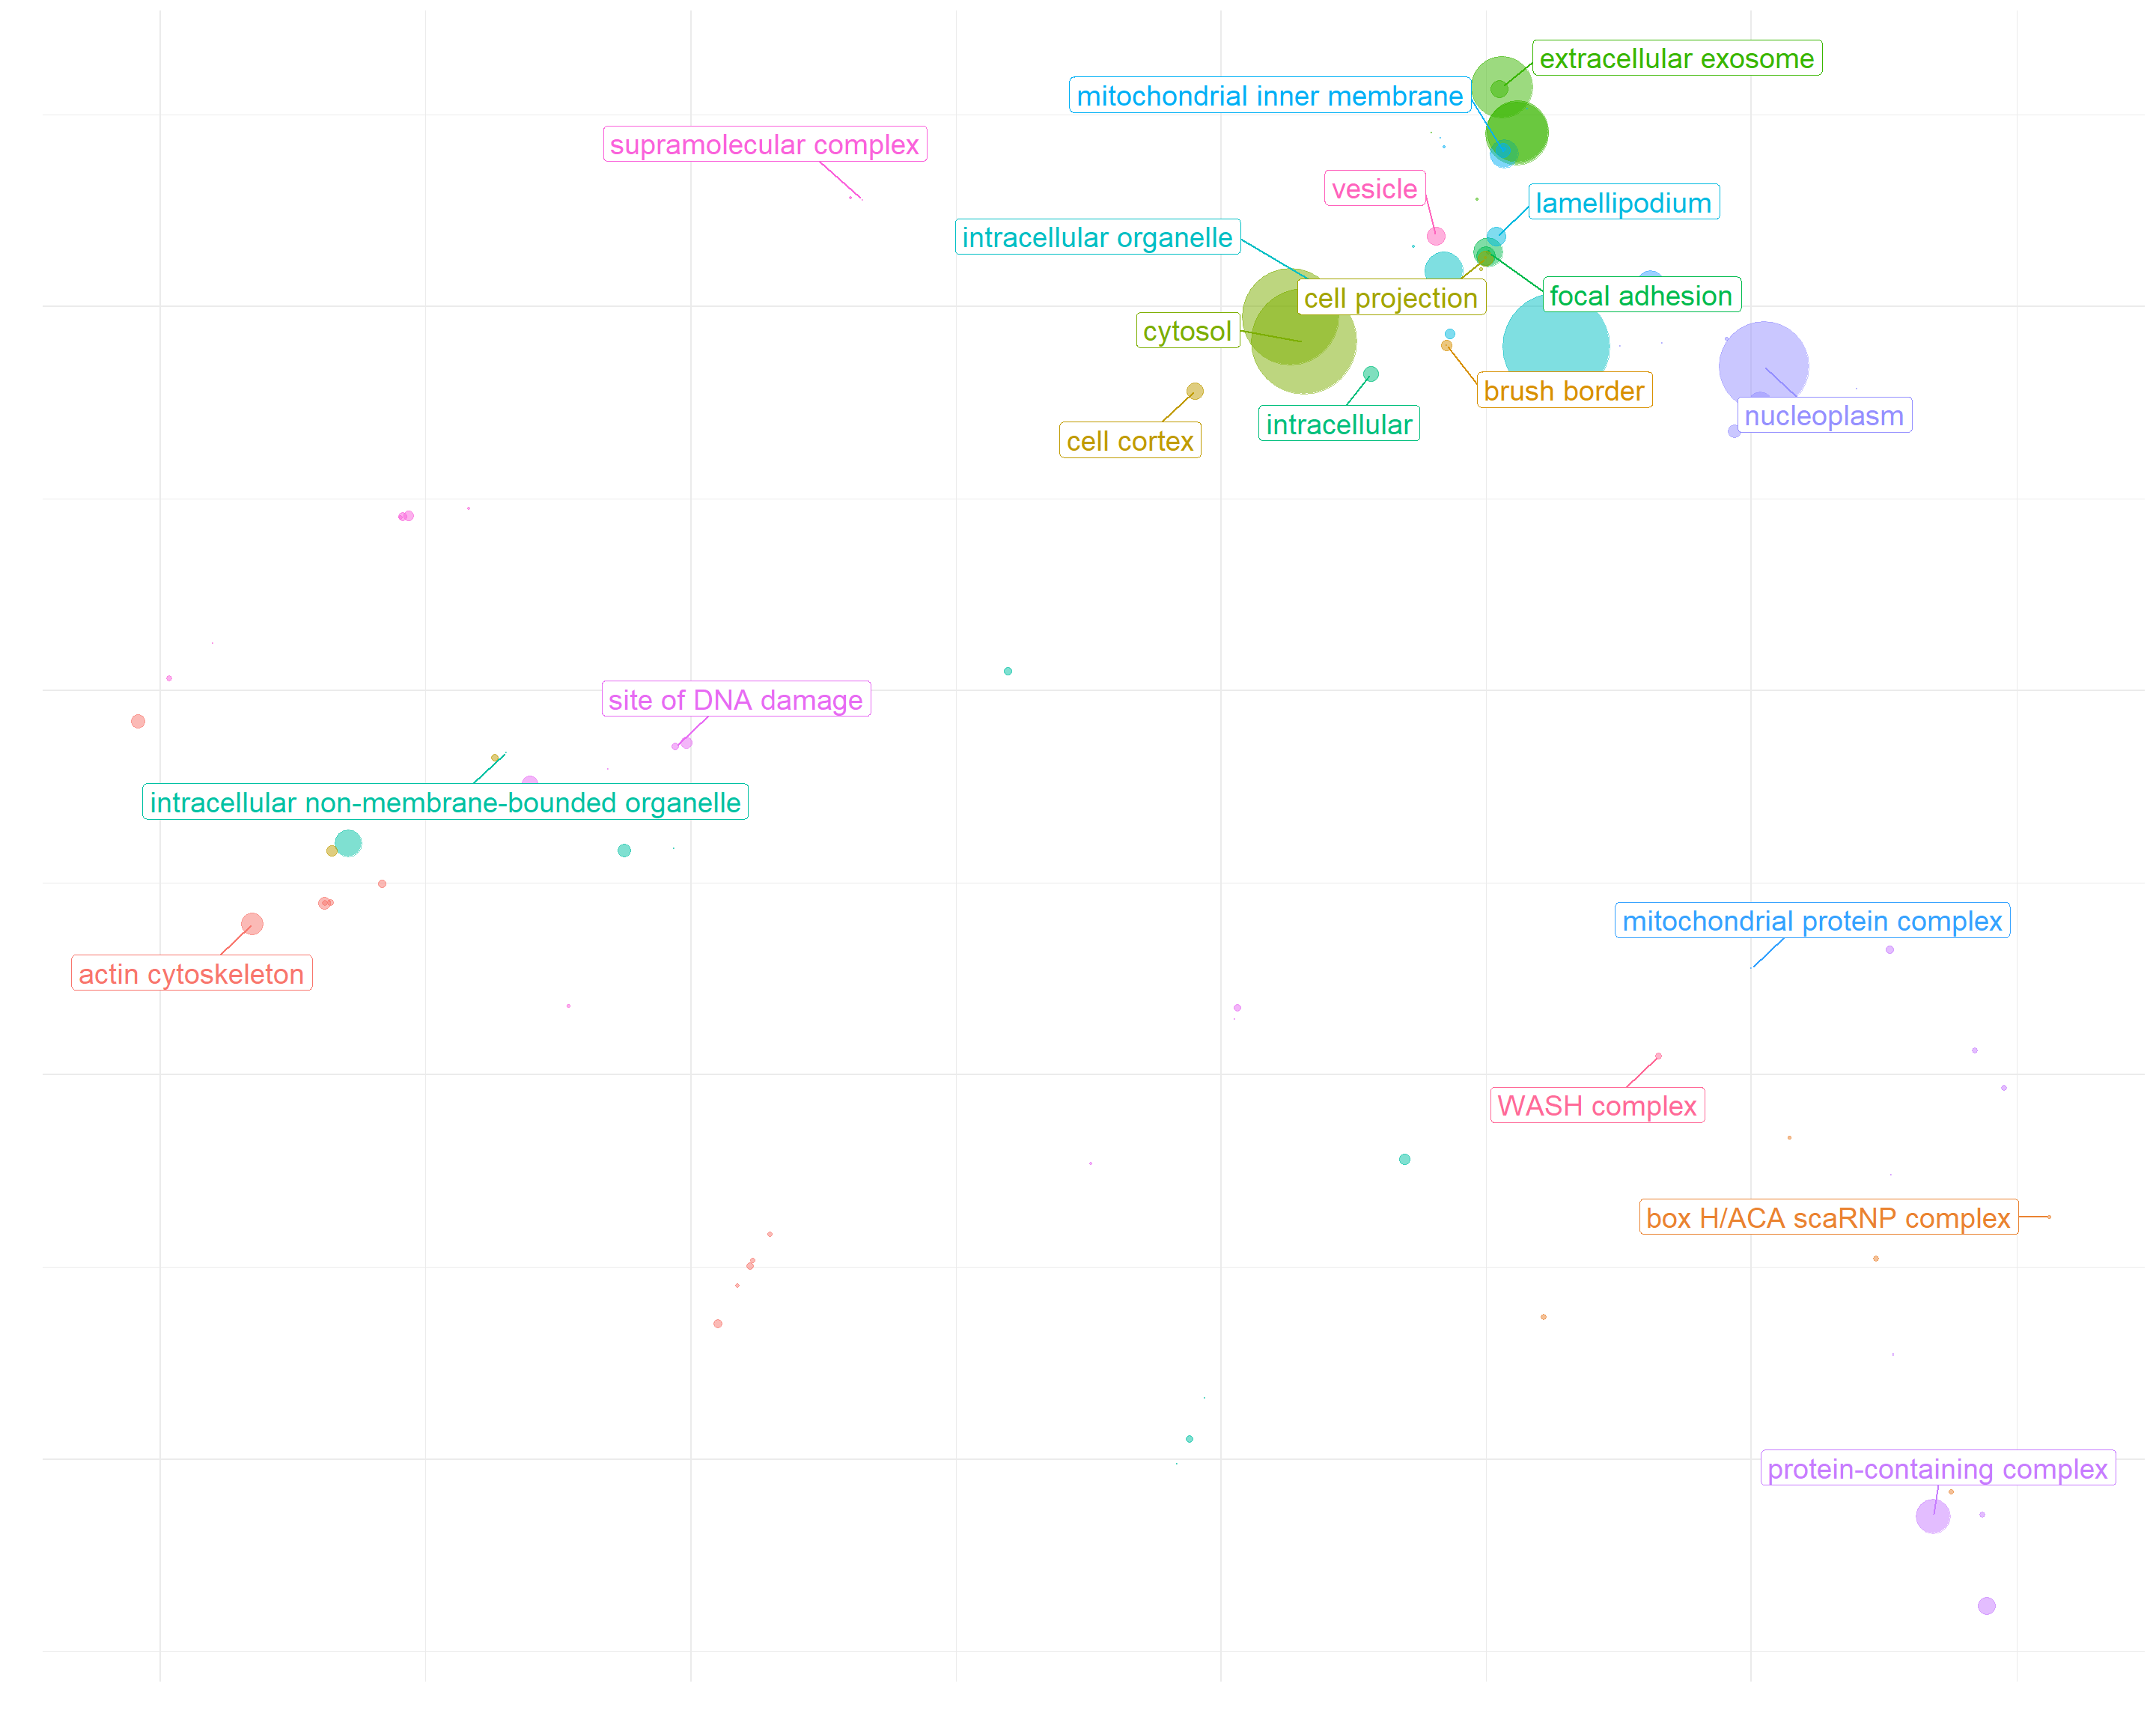 extracellular exosome
mitochondrial inner membrane
supramolecular complex
vesicle
lamellipodium
intracellular organelle
cell projection
focal adhesion
cytosol
brush border
nucleoplasm
intracellular
cell cortex
site of DNA damage
intracellular non-membrane-bounded organelle
mitochondrial protein complex
actin cytoskeleton
WASH complex
box H/ACA scaRNP complex
protein-containing complex